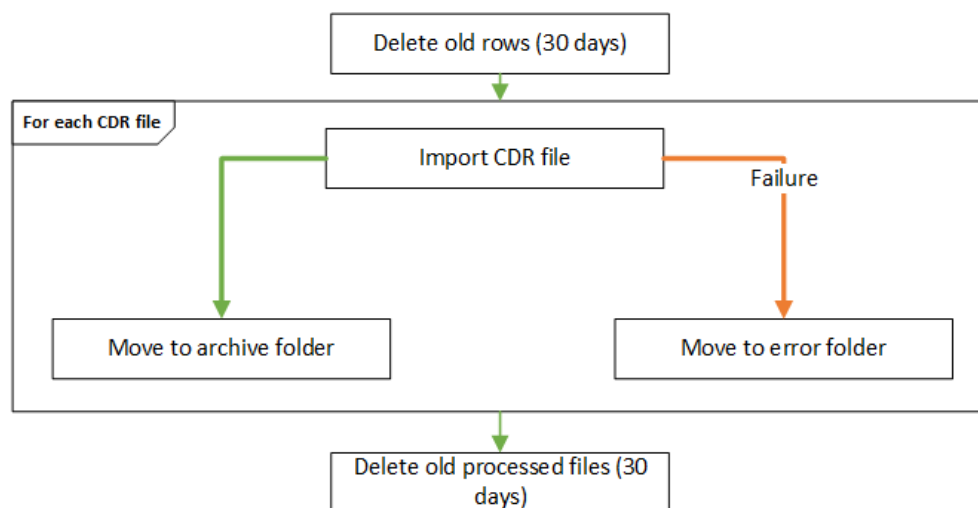 Delete old rows (30 days)
For each CDR file
Import CDR file
Failure
Move to archive folder
Move to error folder
Delete old processed files (30
days)